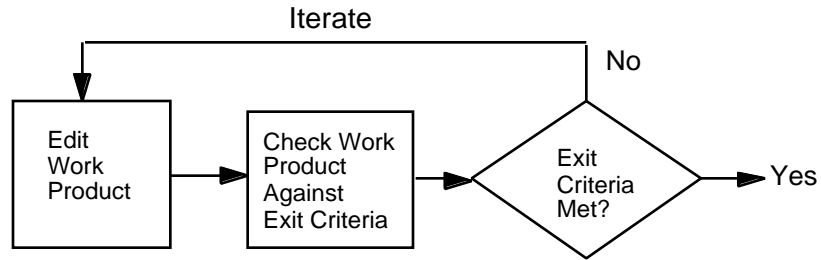 Iterate
No
Edit
Work
Product
Check Work
Product
Against
Exit Criteria
Exit
Criteria
Met?
Yes